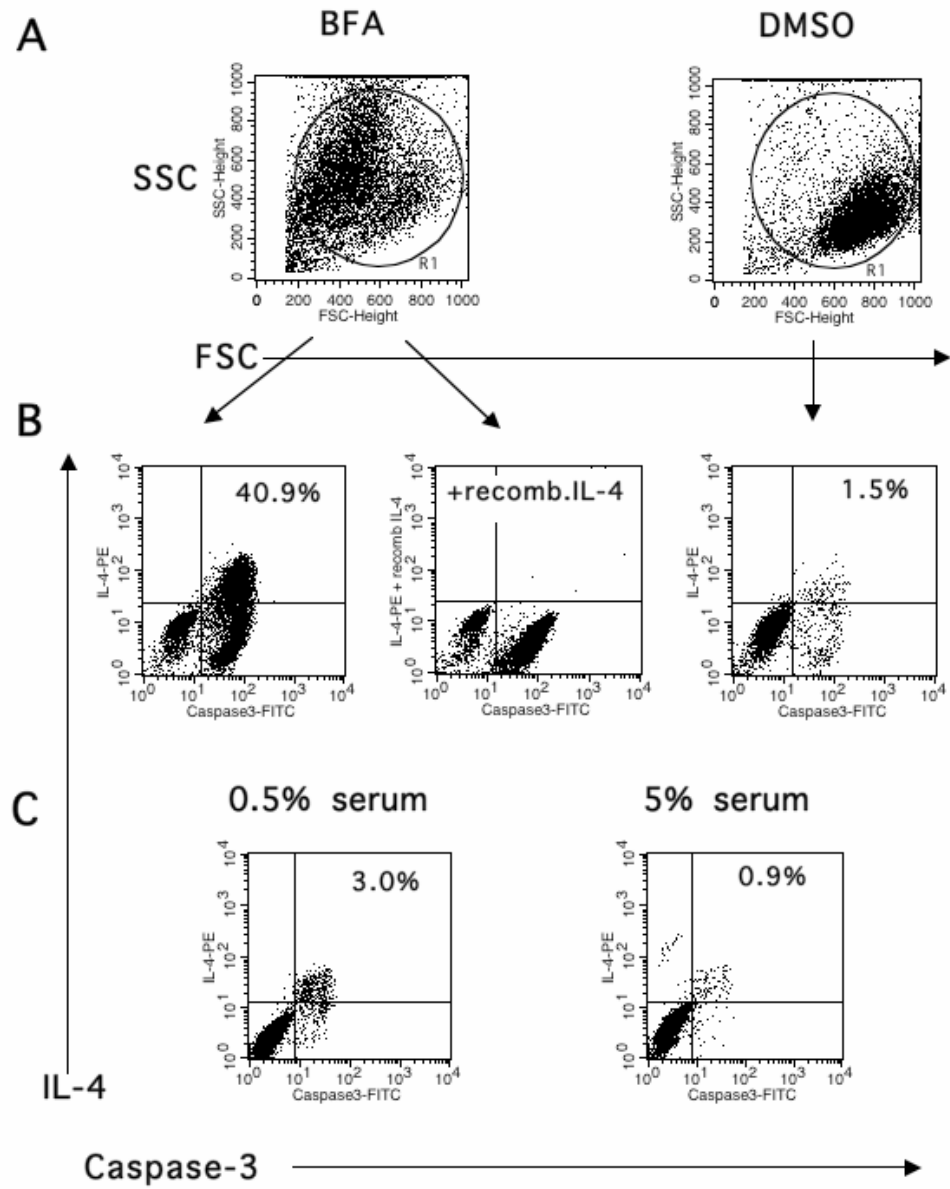 A
BFA
DMSO
SSC
SSC-Height
0 200 400 600 800 1000
R1
0 200 400 600 800 1000
FSC-Height
SSC-Height
0 200 400 600 800 1000
R1
0 200 400 600 800 1000
FSC-Height
FSC
B
IL-4-PE
10^0 10^1 10^2 10^3 10^4
40.9%
10^0 10^1 10^2 10^3 10^4
Caspase3-FITC
IL-4-PE + recomb IL-4
10^0 10^1 10^2 10^3 10^4
+recomb.IL-4
10^0 10^1 10^2 10^3 10^4
Caspase3-FITC
IL-4-PE
10^0 10^1 10^2 10^3 10^4
1.5%
10^0 10^1 10^2 10^3 10^4
Caspase3-FITC
C
0.5% serum
5% serum
IL-4-PE
10^0 10^1 10^2 10^3 10^4
3.0%
10^0 10^1 10^2 10^3 10^4
Caspase3-FITC
IL-4-PE
10^0 10^1 10^2 10^3 10^4
0.9%
10^0 10^1 10^2 10^3 10^4
Caspase3-FITC
IL-4
Caspase-3